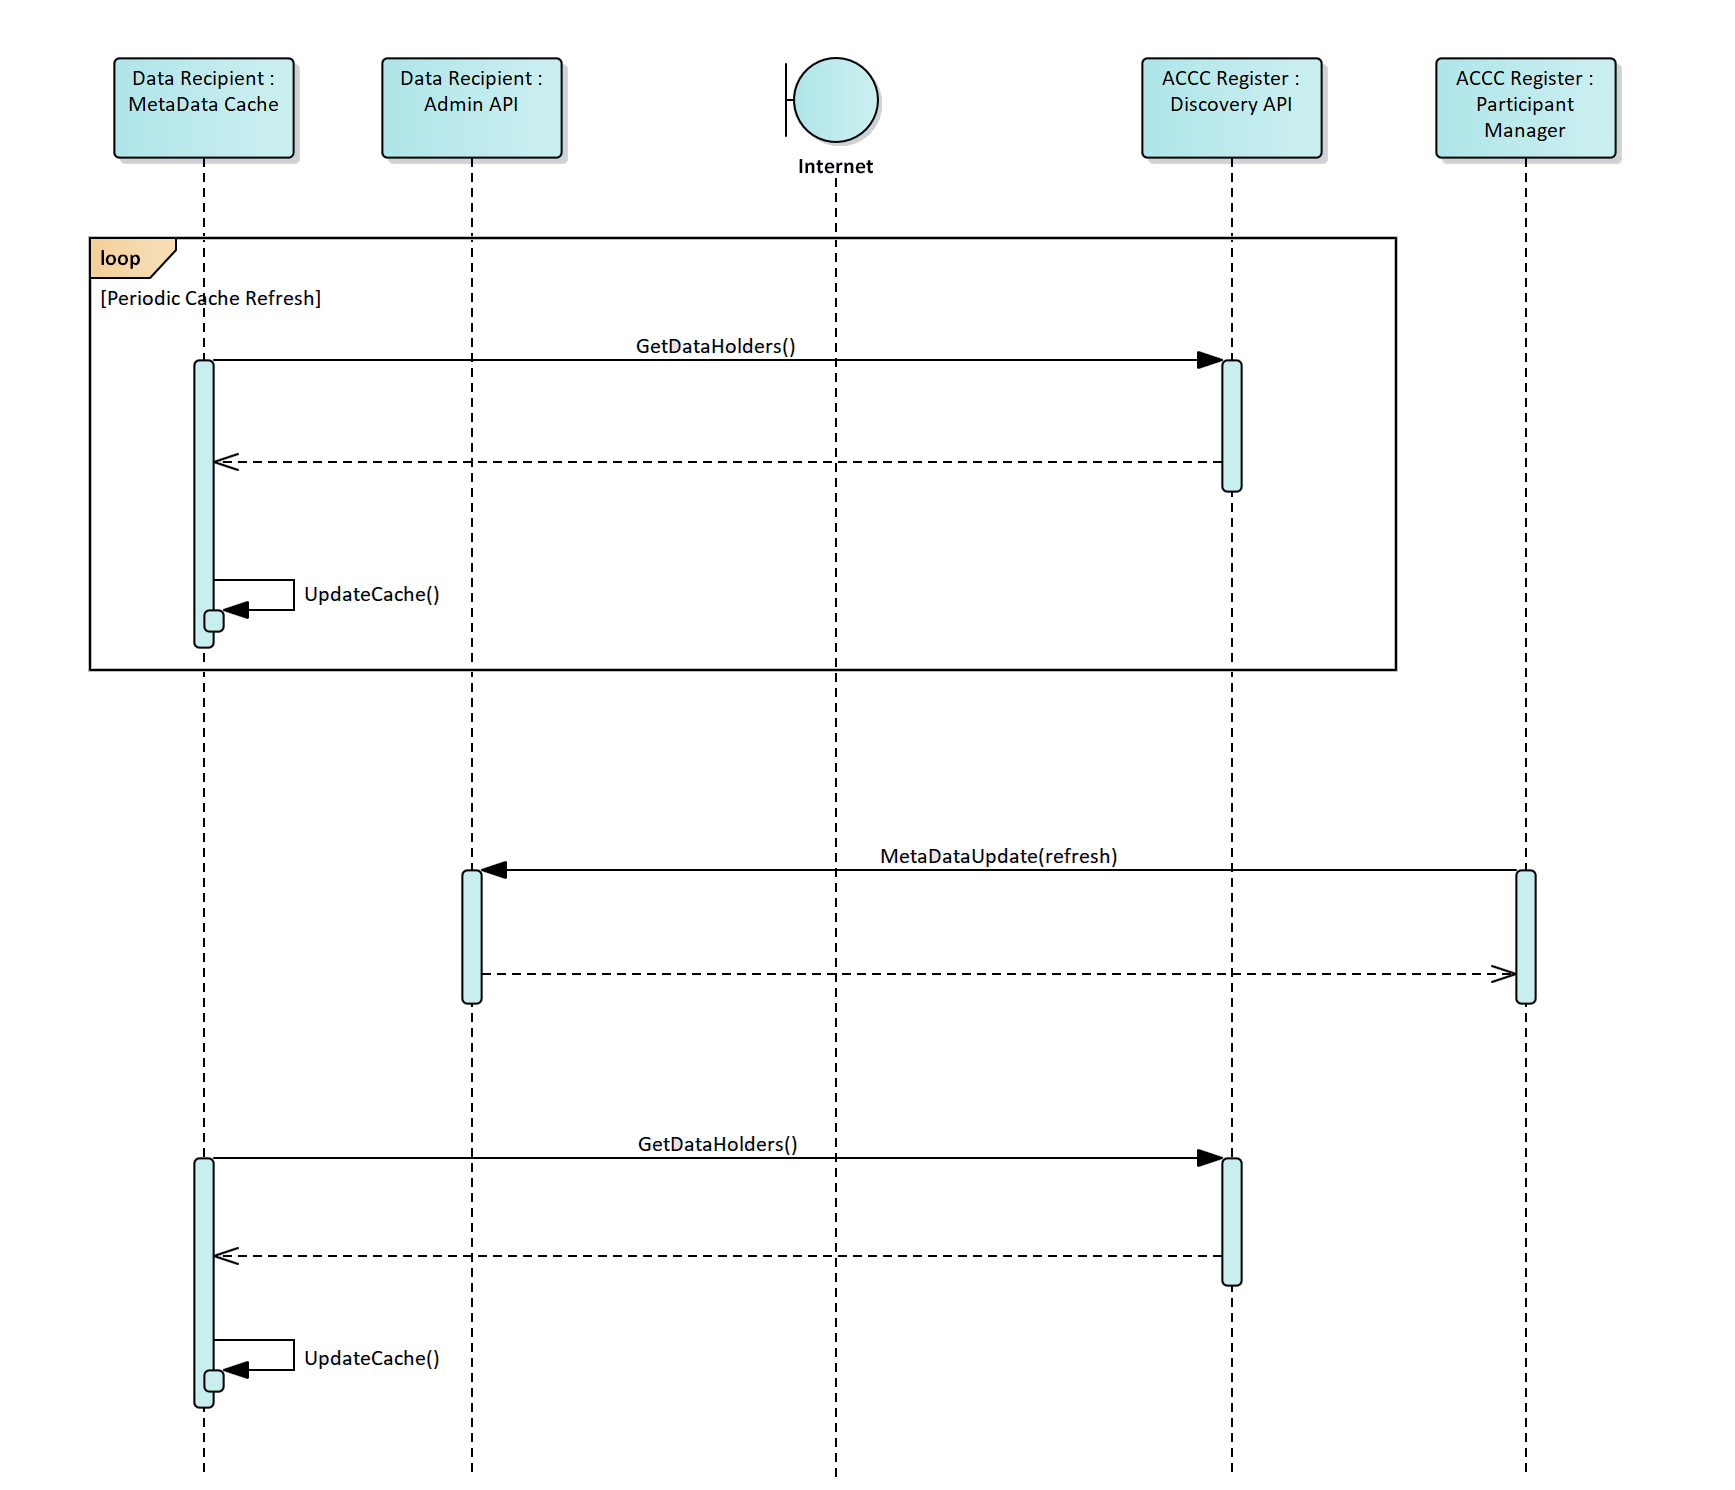 Data Recipient :
MetaData Cache
Data Recipient :
Admin API
Internet
ACCC Register :
Discovery API
ACCC Register :
Participant
Manager
loop
[Periodic Cache Refresh]
GetDataHolders()
UpdateCache()
MetaDataUpdate(refresh)
GetDataHolders()
UpdateCache()